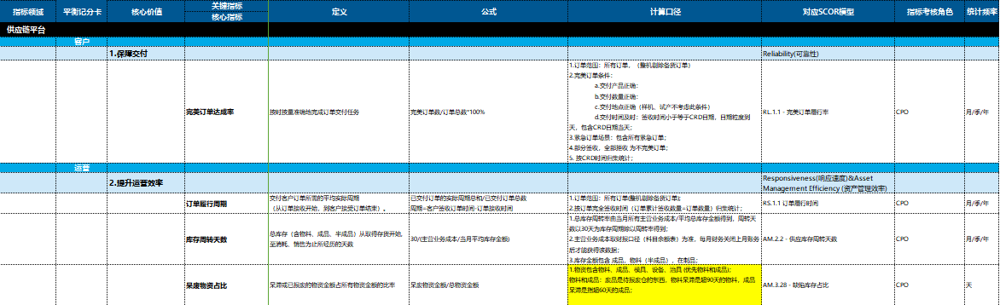 指标领域 平衡记分卡 核心价值 关键指标 定义 公式 计算口径 对应SCOR模型 指标考核角色 统计频率
核心指标
供应链平台
客户
1.保障交付 Reliability(可靠性)
完美订单达成率 按时按量准确地完成订单交付任务 完美订单数/订单总数*100% RL.1.1 - 完美订单履行率 CPO 月/季/年
1.订单范围：所有订单，（整机剔除备货订单）
2.完美订单条件：
a.交付产品正确：
b.交付数量正确：
c.交付地点正确（样机、试产不考虑此条件）
d.交付时间及时：签收时间小于等于CRD日期，日期粒度到
天，包含CRD日期当天；
3.紧急订单场景：包含所有紧急订单；
4.部分签收，全部拒收 为不完美订单；
5. 按CRD时间归集统计；
运营
2.提升运营效率 Responsiveness(响应速度)&Asset
Management Efficiency (资产管理效率)
订单履行周期 RS.1.1 订单履行时间 CPO 月/季/年
交付客户订单所需的平均实际周期
（从订单接收开始，到客户接受订单结束）。
已交付订单的实际周期总和/已交付订单总数
周期=客户签收订单时间-订单接收时间
1.订单范围：所有订单(整机剔除备货订单)；
2.按订单完全签收时间（订单累计签收数量=订单数量）归集统计；
库存周转天数 30/(主营业务成本/当月平均库存金额) AM.2.2 - 供应库存周转天数 CPO 月/季/年
总库存（含物料、成品、半成品）从取得存货开始，
至消耗、销售为止所经历的天数
1.总库存周转率由当月所有主营业务成本/平均总库存金额得到，周转天
数以30天为库存周期除以周转率得到；
2.主营业务成本取财报口径（科目余额表）为准，每月财务关闭上月账务
后才能获得该数据；
3.库存金额包含 成品，物料（半成品），在制品；
呆废物资占比 呆滞或已报废的物资金额占所有物资金额的比率 呆废物资金额/总物资金额 AM.3.28 - 缺陷库存占比 CPO 天
1.物资包含物料、成品、模具、设备、治具 (优先物料和成品)；
物料和成品：废品是待报废仓的东西，物料呆滞是超90天的物料，成品
呆滞是指超60天的成品；